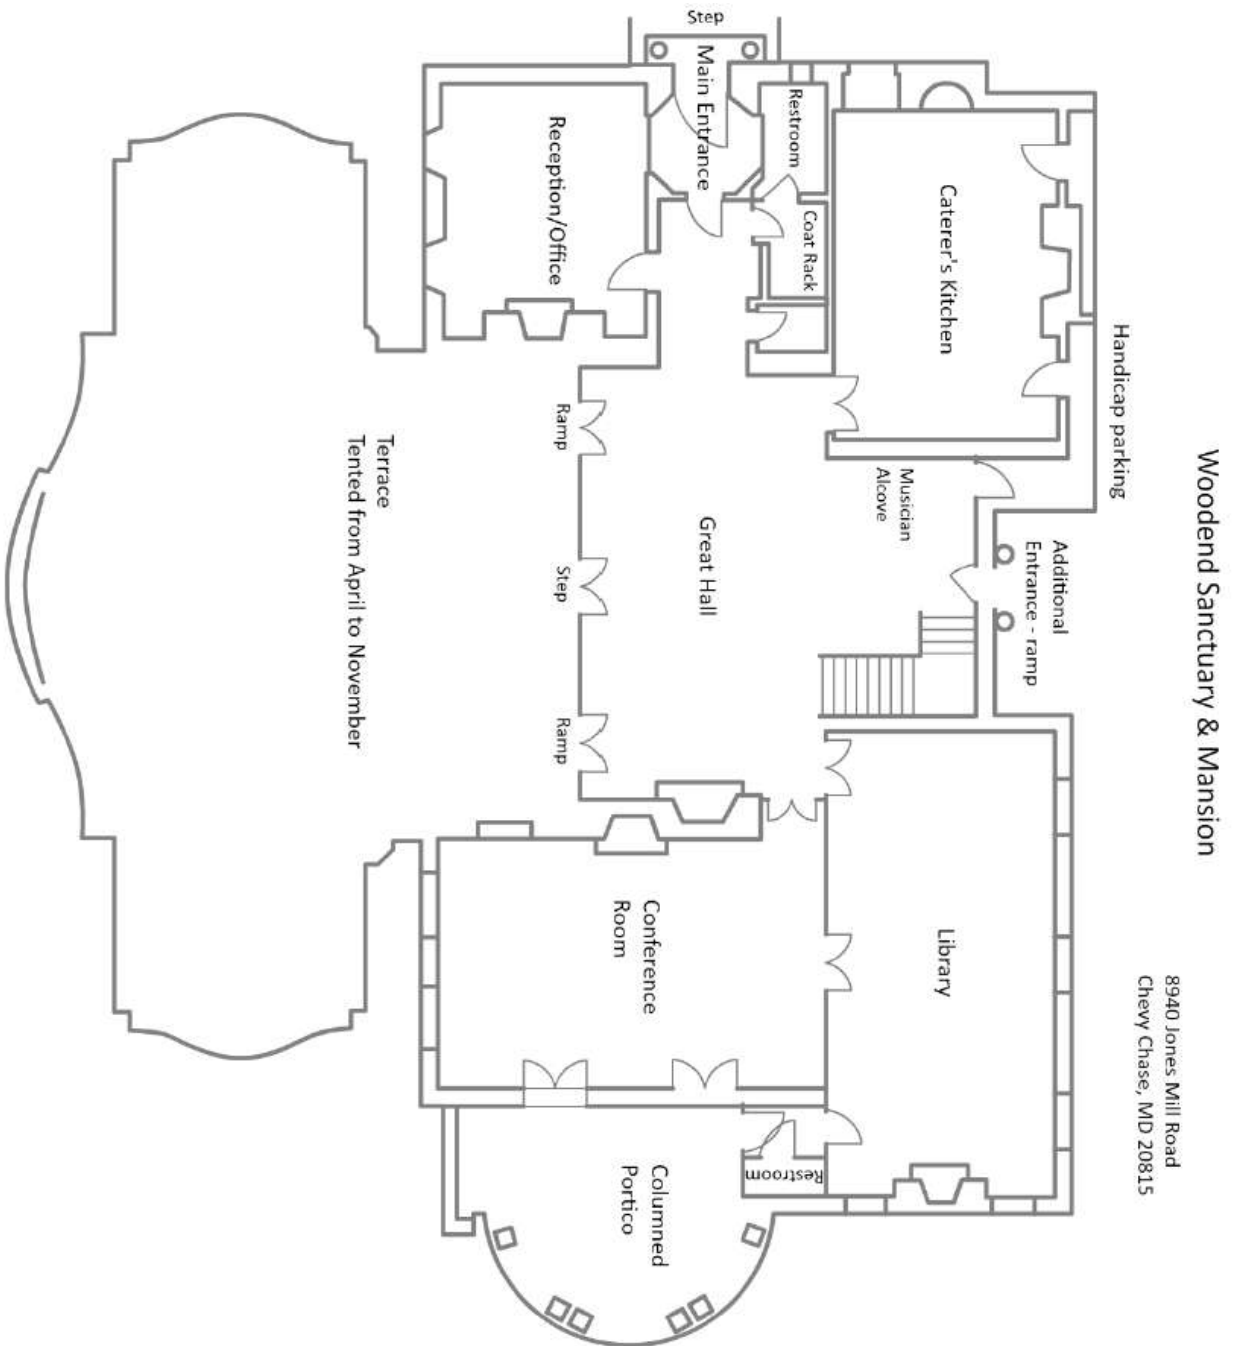 Woodend Sanctuary & Mansion
8940 Jones Mill Road
Chevy Chase, MD 20815
Handicap parking
Additional
Entrance - ramp
Caterer's Kitchen
Musician
Alcove
Library
Restroom
Coat Rack
Restroom
Step
Main Entrance
Great Hall
Reception/Office
Conference
Room
Columned
Portico
Ramp
Step
Ramp
Terrace
Tented from April to November